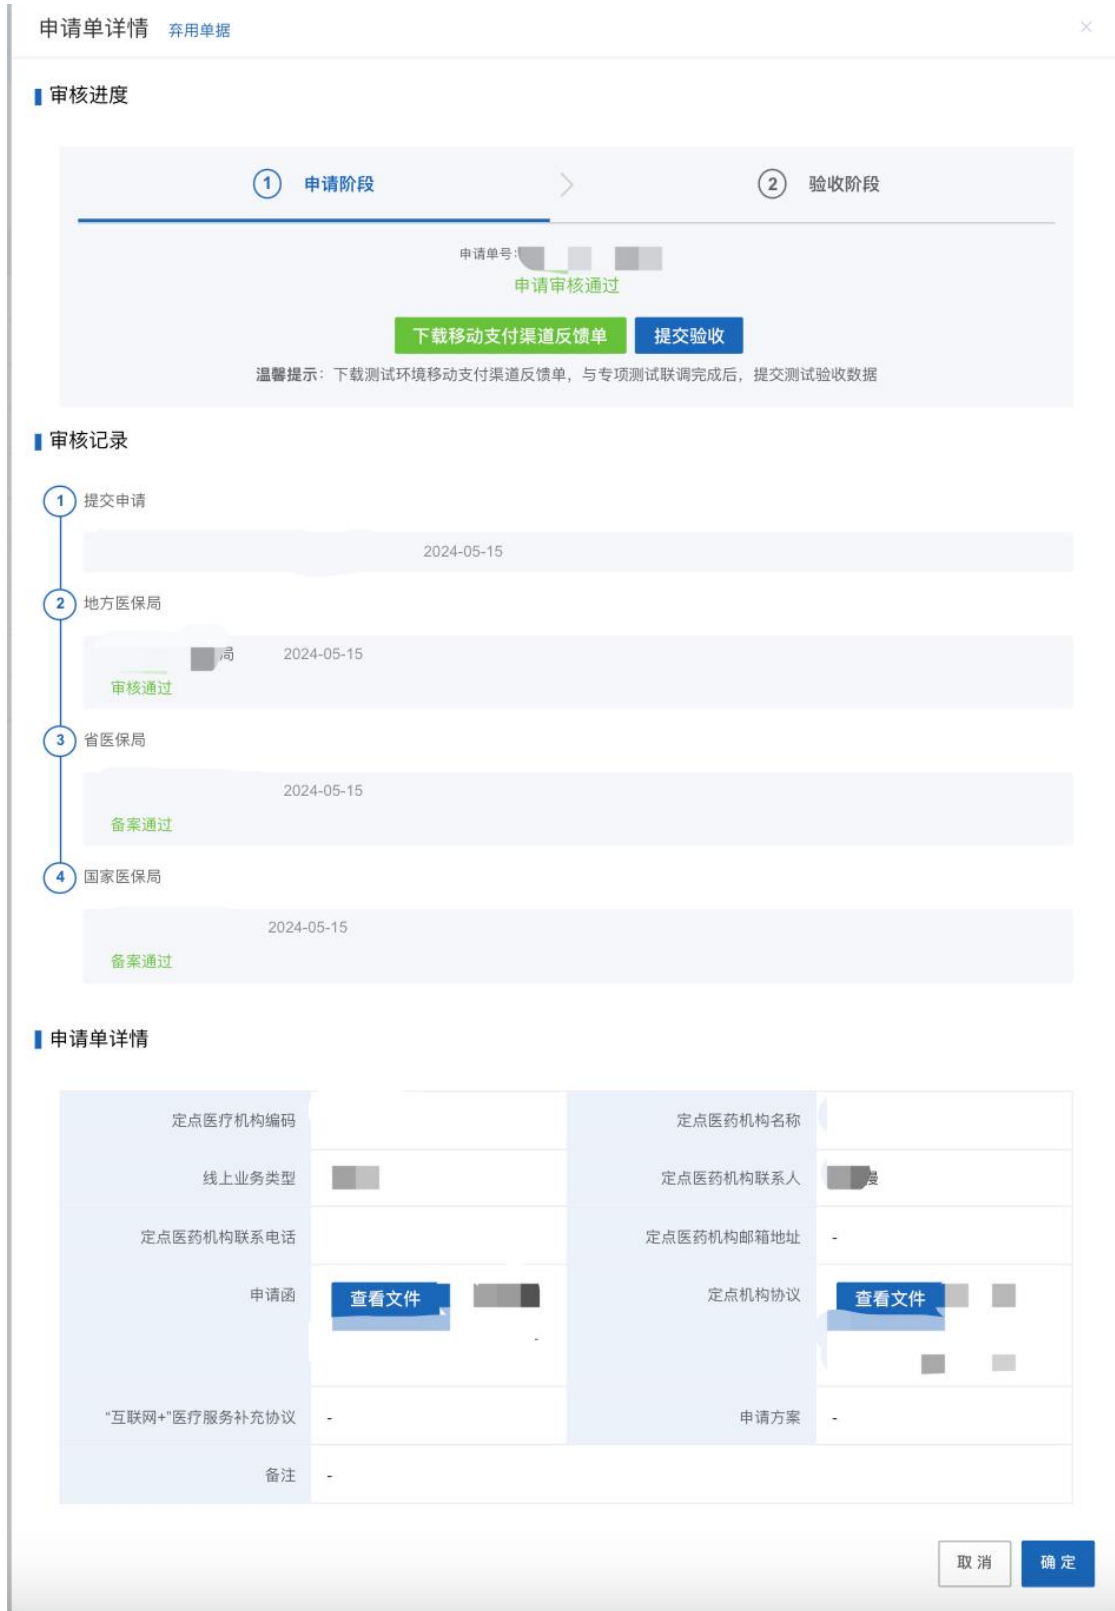 申请单详情 弃用单据
审核进度
1 申请阶段 2 验收阶段
申请单号:
申请审核通过
下载移动支付渠道反馈单 提交验收
温馨提示：下载测试环境移动支付渠道反馈单，与专项测试联调完成后，提交测试验收数据
审核记录
1 提交申请
2024-05-15
2 地方医保局
局 2024-05-15
审核通过
3 省医保局
2024-05-15
备案通过
4 国家医保局
2024-05-15
备案通过
申请单详情
定点医疗机构编码 定点医药机构名称
线上业务类型 定点医药机构联系人
定点医药机构联系电话 定点医药机构邮箱地址 -
申请函 查看文件 定点机构协议 查看文件
-
“互联网+”医疗服务补充协议 - 申请方案 -
备注 -
取消 确定